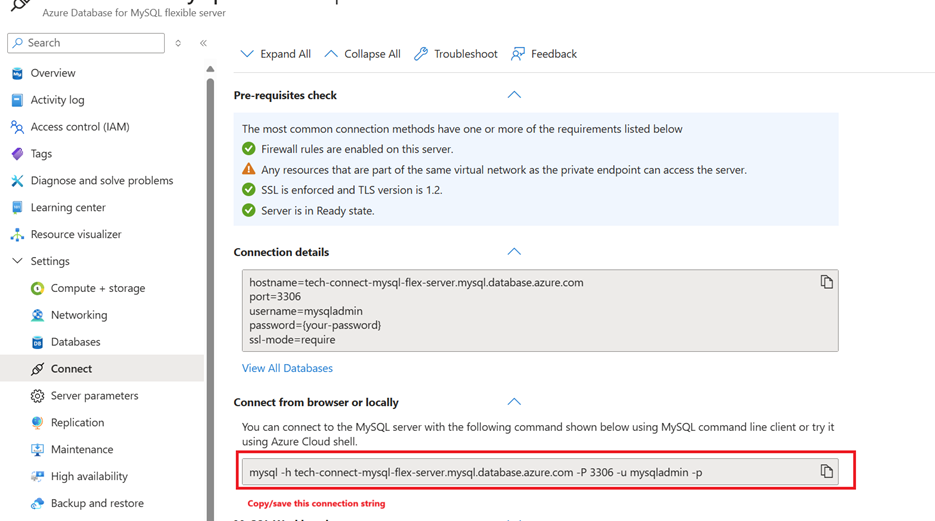 Azure Database for MySQL flexible server
Search
Expand All
Collapse All
Troubleshoot
Feedback
Overview
Activity log
Access control (IAM)
Tags
Diagnose and solve problems
Learning center
Resource visualizer
Settings
Compute + storage
Networking
Databases
Connect
Server parameters
Replication
Maintenance
High availability
Backup and restore
Pre-requisites check
The most common connection methods have one or more of the requirements listed below
Firewall rules are enabled on this server.
Any resources that are part of the same virtual network as the private endpoint can access the server.
SSL is enforced and TLS version is 1.2.
Server is in Ready state.
Connection details
hostname=tech-connect-mysql-flex-server.mysql.database.azure.com
port=3306
username=mysqladmin
password={your-password}
ssl-mode=require
View All Databases
Connect from browser or locally
You can connect to the MySQL server with the following command shown below using MySQL command line client or try it
using Azure Cloud shell.
mysql -h tech-connect-mysql-flex-server.mysql.database.azure.com -P 3306 -u mysqladmin -p
Copy/save this connection string